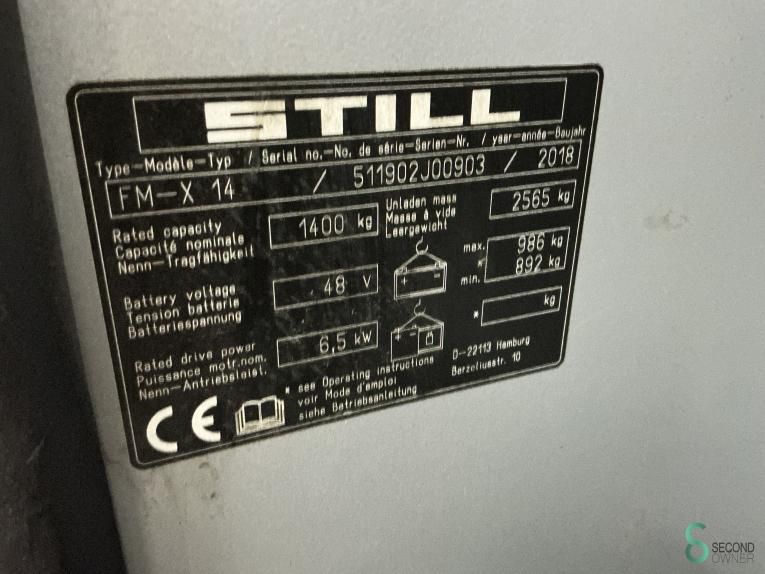 STILL
Type-Modèle-Typ / Serial no.-No. de série-Serien-Nr. / year-année-Baujahr
FM-X 14 / 511902J00903 / 2018
Rated capacity
Capacité nominale
Nenn-Tragfähigkeit
1400 kg
Unladen mass
Masse à vide
Leergewicht
2565 kg
Battery voltage
Tension batterie
Batteriespannung
48 V
max. 986 kg
*
min. 892 kg
Rated drive power
Puissance motr.nom.
Nenn-Antriebsleist.
6,5 kW
* kg
* see Operating instructions
voir Mode d'emploi
siehe Betriebsanleitung
D-22113 Hamburg
Berzeliusstr. 10
CE
SECOND
OWNER